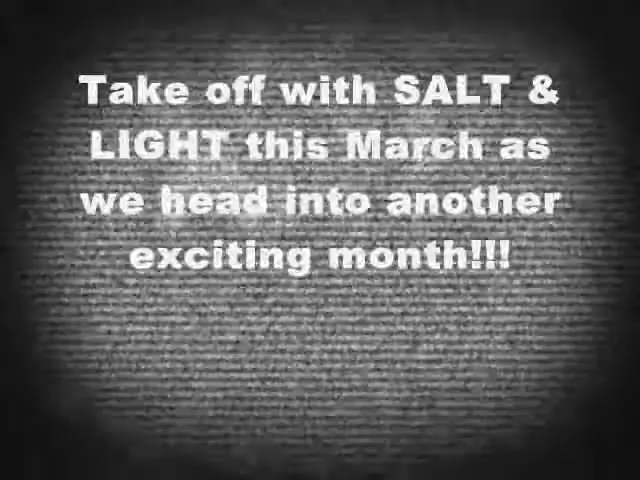 Take off with SALT &
LIGHT this March as
we head into another
exciting month!!!